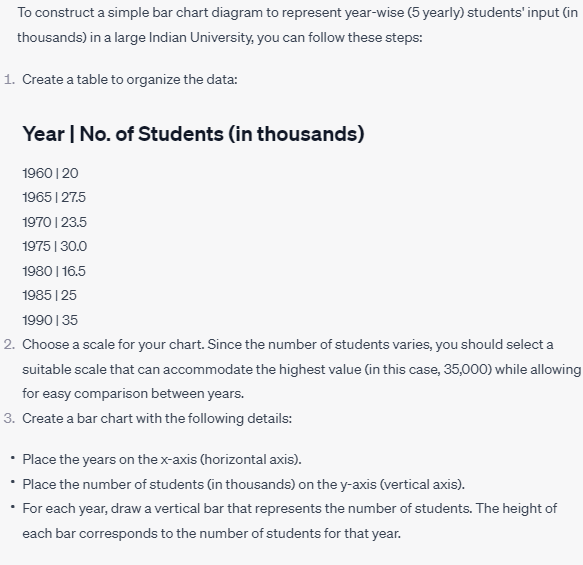 To construct a simple bar chart diagram to represent year-wise (5 yearly) students' input (in
thousands) in a large Indian University, you can follow these steps:
1. Create a table to organize the data:
Year | No. of Students (in thousands)
1960 | 20
1965 | 27.5
1970 | 23.5
1975 | 30.0
1980 | 16.5
1985 | 25
1990 | 35
2. Choose a scale for your chart. Since the number of students varies, you should select a
suitable scale that can accommodate the highest value (in this case, 35,000) while allowing
for easy comparison between years.
3. Create a bar chart with the following details:
• Place the years on the x-axis (horizontal axis).
• Place the number of students (in thousands) on the y-axis (vertical axis).
• For each year, draw a vertical bar that represents the number of students. The height of
each bar corresponds to the number of students for that year.